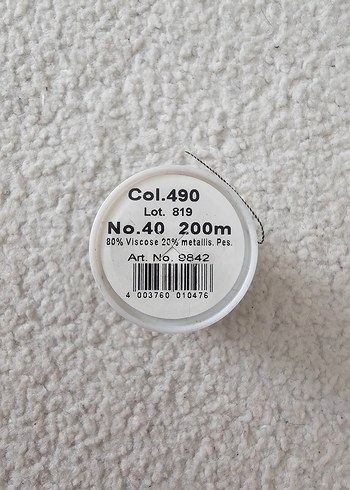 Col.490
Lot. 819
No.40 200m
80% Viscose 20% metallis. Pes.
Art. No. 9842
4 003760 010476